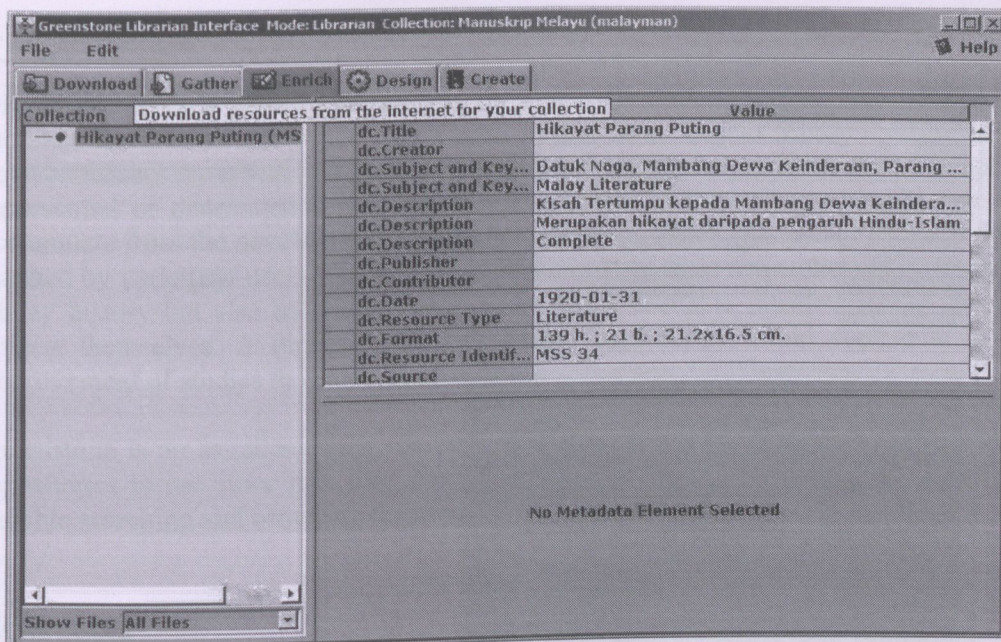 Greenstone Librarian Interface Mode: Librarian Collection: Manuskrip Melayu (malayman)
File Edit Help
Download Gather Enrich Design Create
Download resources from the internet for your collection
Collection Value
Hikayat Parang Puting (MS
dc.Title Hikayat Parang Puting
dc.Creator
dc.Subject and Key... Datuk Naga, Mambang Dewa Keinderaan, Parang ...
dc.Subject and Key... Malay Literature
dc.Description Kisah Tertumpu kepada Mambang Dewa Keindera...
dc.Description Merupakan hikayat daripada pengaruh Hindu-Islam
dc.Description Complete
dc.Publisher
dc.Contributor
dc.Date 1920-01-31
dc.Resource Type Literature
dc.Format 139 h. ; 21 b. ; 21.2x16.5 cm.
dc.Resource Identif... MSS 34
dc.Source
No Metadata Element Selected
Show Files All Files